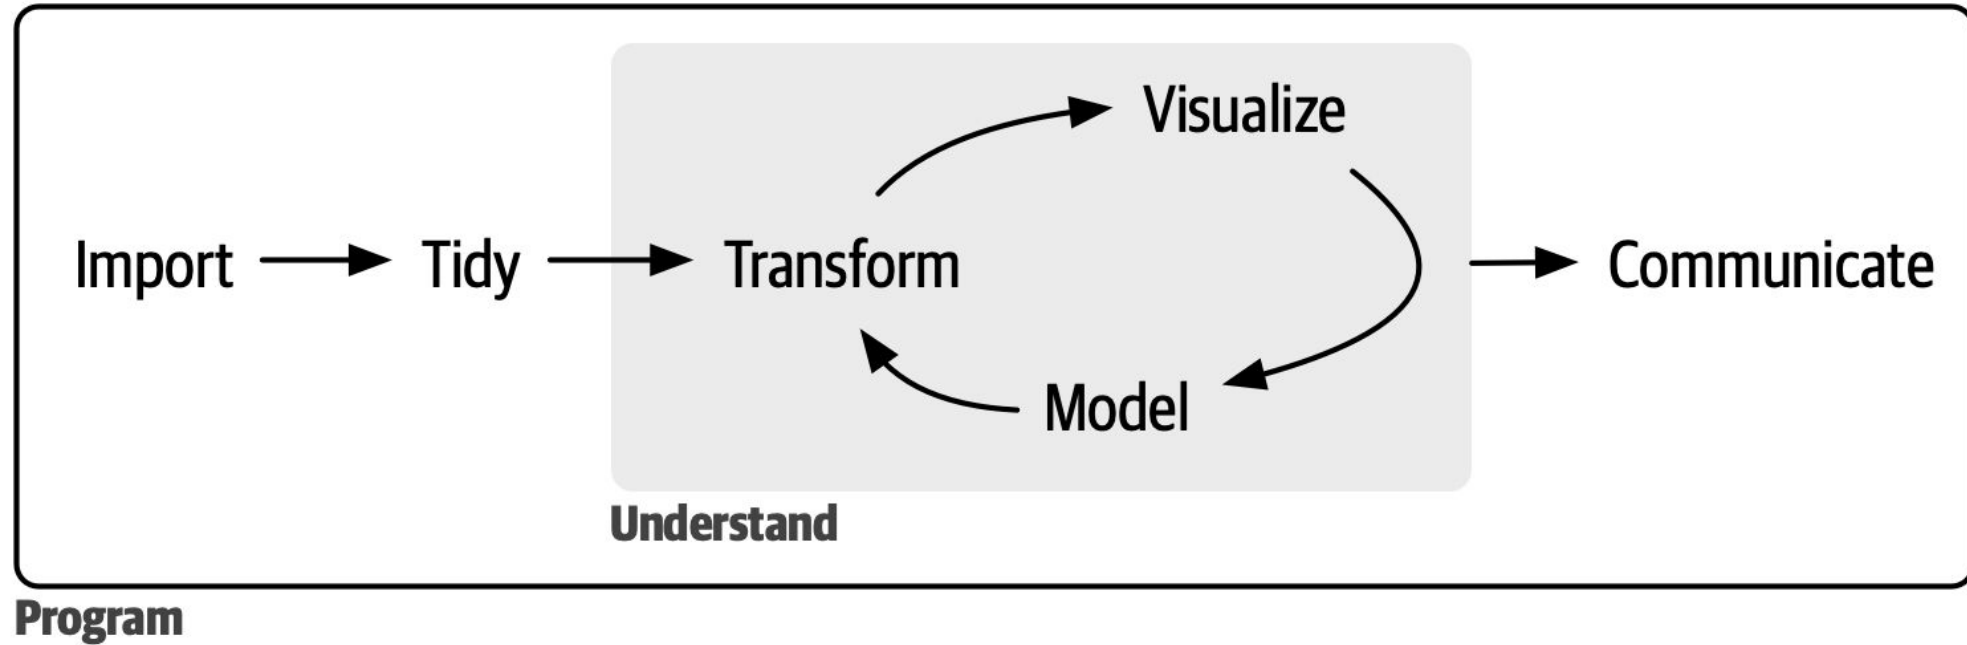 Visualize
Import Tidy Transform Communicate
Model
Understand
Program